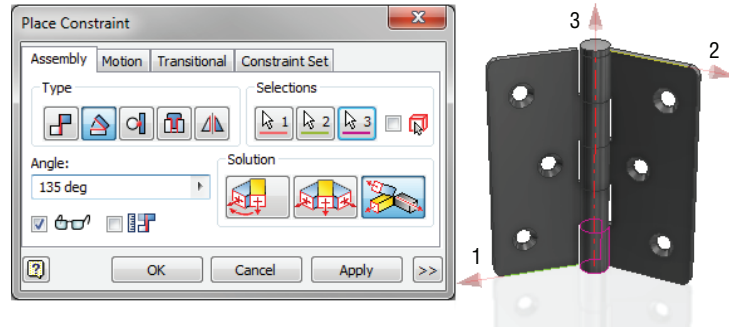 Place Constraint
Assembly Motion Transitional Constraint Set
Type
Selections
1 2 3
Angle:
135 deg
Solution
OK Cancel Apply >>
3
2
1